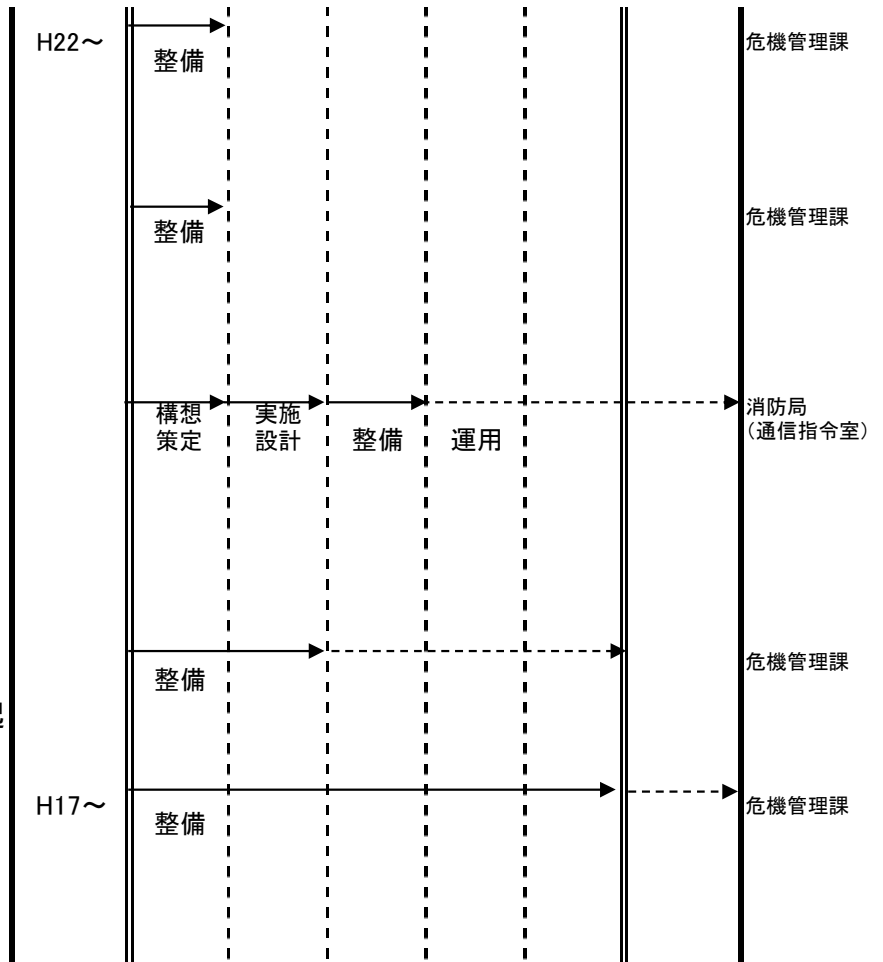 H22～
整備
危機管理課
整備
危機管理課
構想
策定
実施
設計
整備
運用
消防局
（通信指令室）
整備
危機管理課
H17～
整備
危機管理課